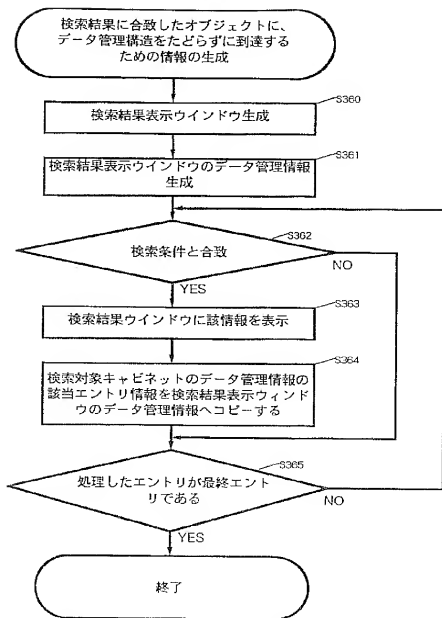 検索結果に合致したオブジェクトに、
データ管理構造をたどらずに到達する
ための情報の生成
S360
検索結果表示ウインドウ生成
S361
検索結果表示ウインドウのデータ管理情報
生成
S362
検索条件と合致
NO
YES
S363
検索結果ウインドウに該情報を表示
S364
検索対象キャビネットのデータ管理情報の
該当エントリ情報を検索結果表示ウィンド
ウのデータ管理情報へコピーする
S365
処理したエントリが最終エント
リである
NO
YES
終了